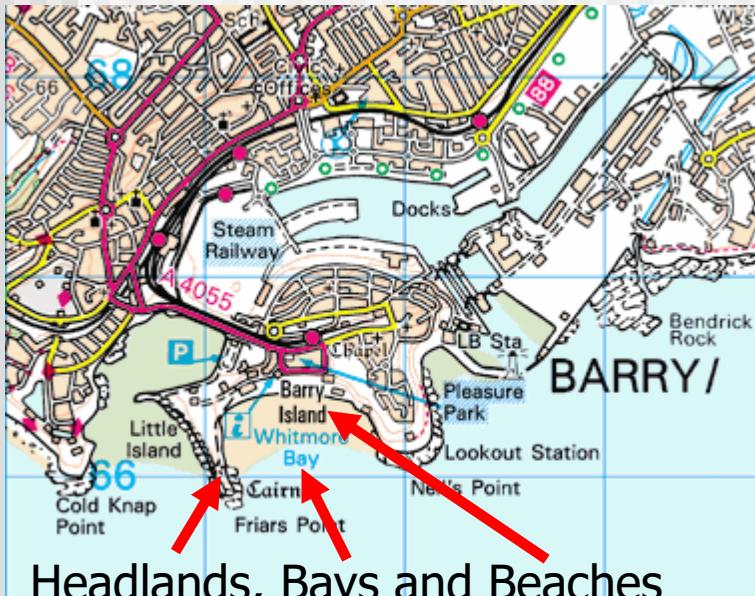 Sch
Wks
68
66
Civic
Offices
88
Docks
Steam
Railway
A 4055
Bendrick
Rock
P
Chapel
LB Sta
BARRY/
Barry
Island
Pleasure
Park
i
Whitmore
Bay
Little
Island
Lookout Station
66
Cold Knap
Point
Cairn
Nell's Point
Friars Point
Headlands, Bays and Beaches